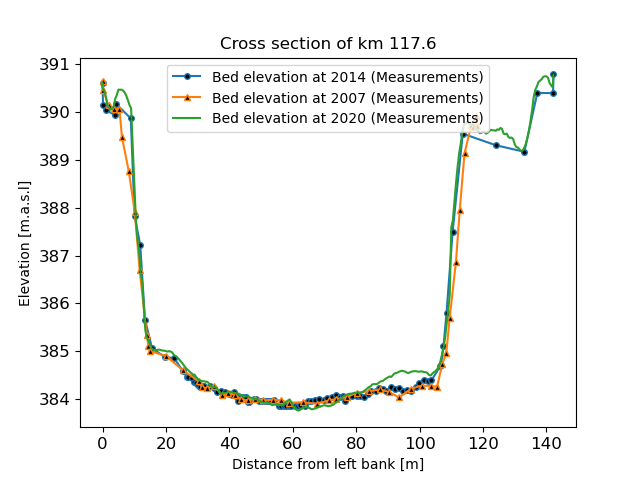 Cross section of km 117.6
Bed elevation at 2014 (Measurements)
Bed elevation at 2007 (Measurements)
Bed elevation at 2020 (Measurements)
391
390
389
388
387
386
385
384
Elevation [m.a.s.l]
0 20 40 60 80 100 120 140
Distance from left bank [m]